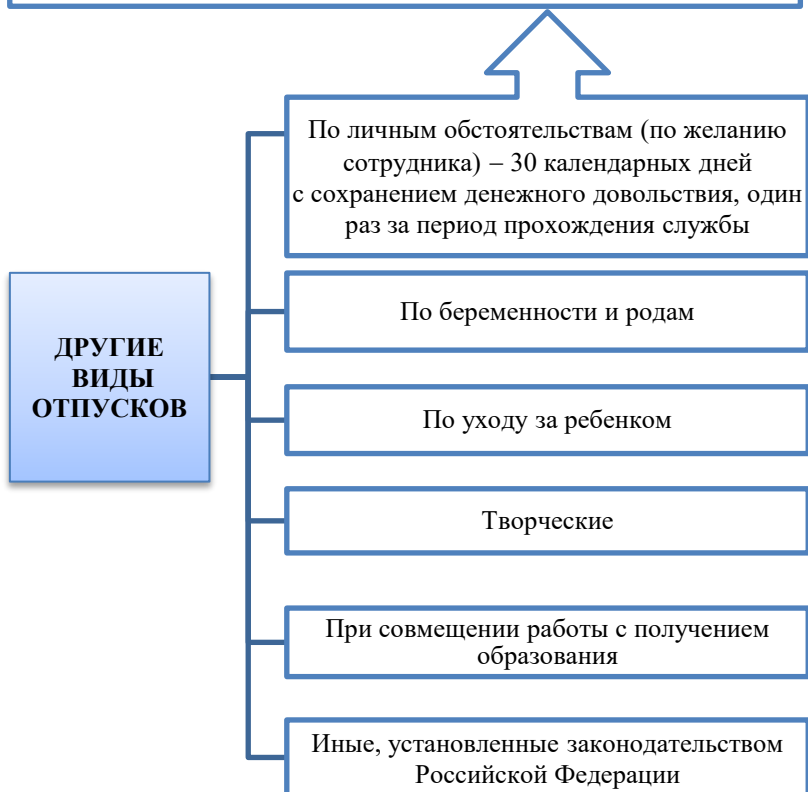 По личным обстоятельствам (по желанию
сотрудника) – 30 календарных дней
с сохранением денежного довольствия, один
раз за период прохождения службы
По беременности и родам
ДРУГИЕ
ВИДЫ
ОТПУСКОВ
По уходу за ребенком
Творческие
При совмещении работы с получением
образования
Иные, установленные законодательством
Российской Федерации